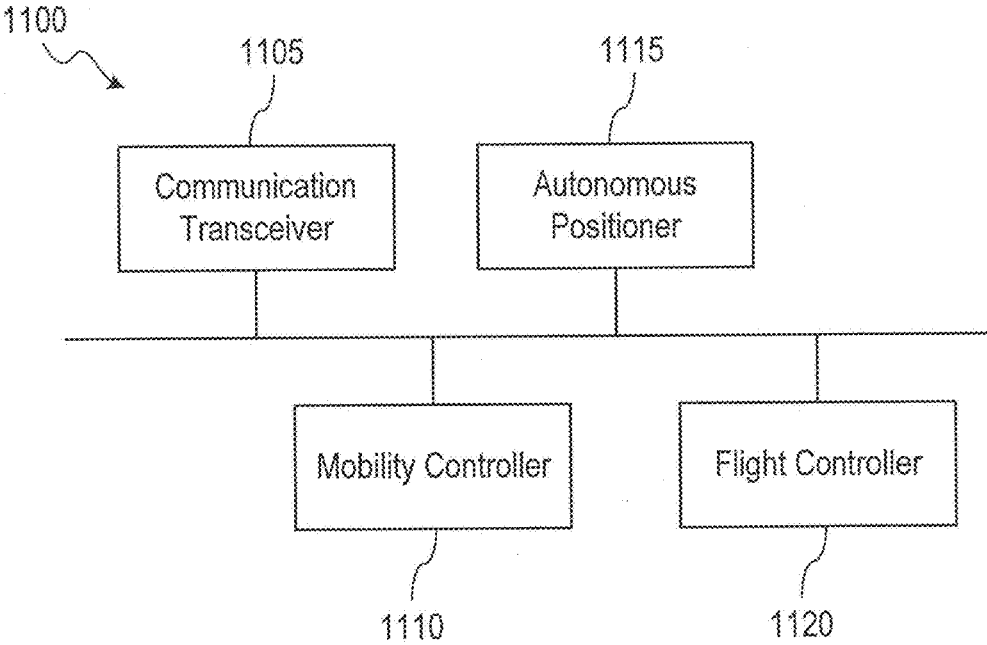 1100
1105
1115
Communication
Transceiver
Autonomous
Positioner
Mobility Controller
Flight Controller
1110
1120